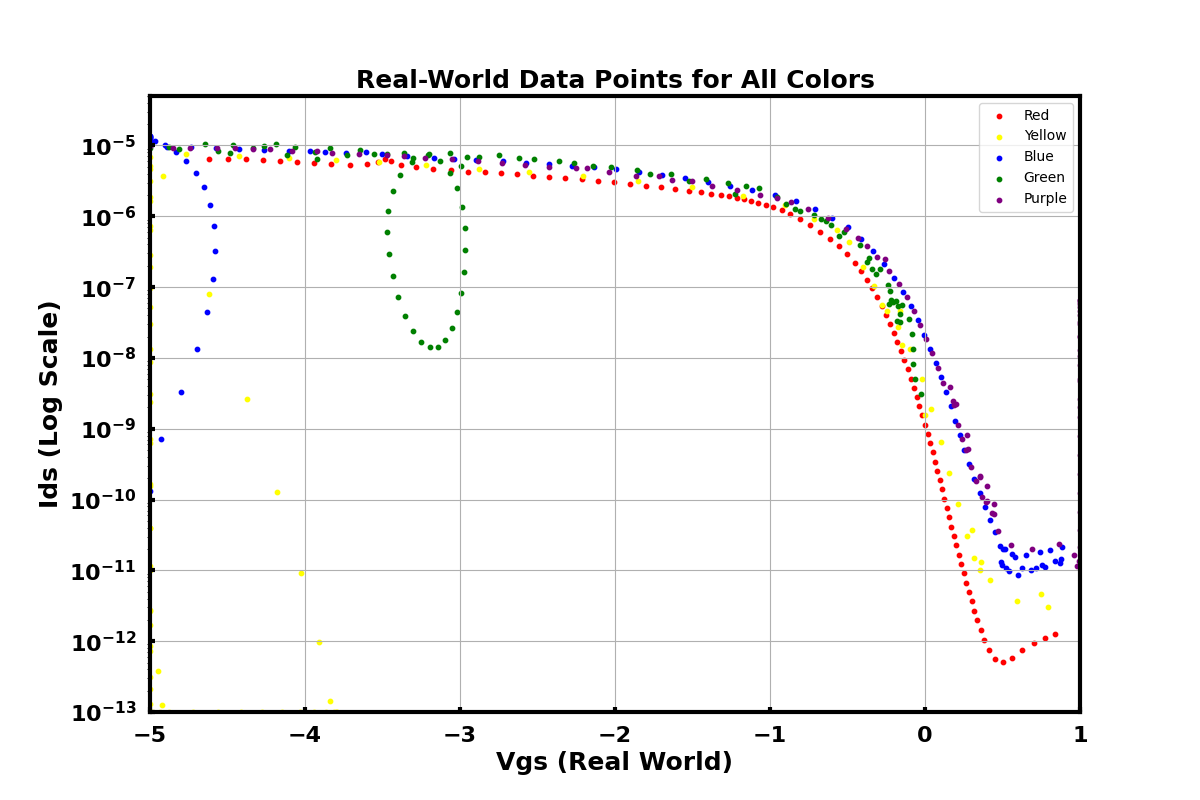 Real-World Data Points for All Colors
Red
Yellow
Blue
Green
Purple
Ids (Log Scale)
10⁻⁵
10⁻⁶
10⁻⁷
10⁻⁸
10⁻⁹
10⁻¹⁰
10⁻¹¹
10⁻¹²
10⁻¹³
−5 −4 −3 −2 −1 0 1
Vgs (Real World)